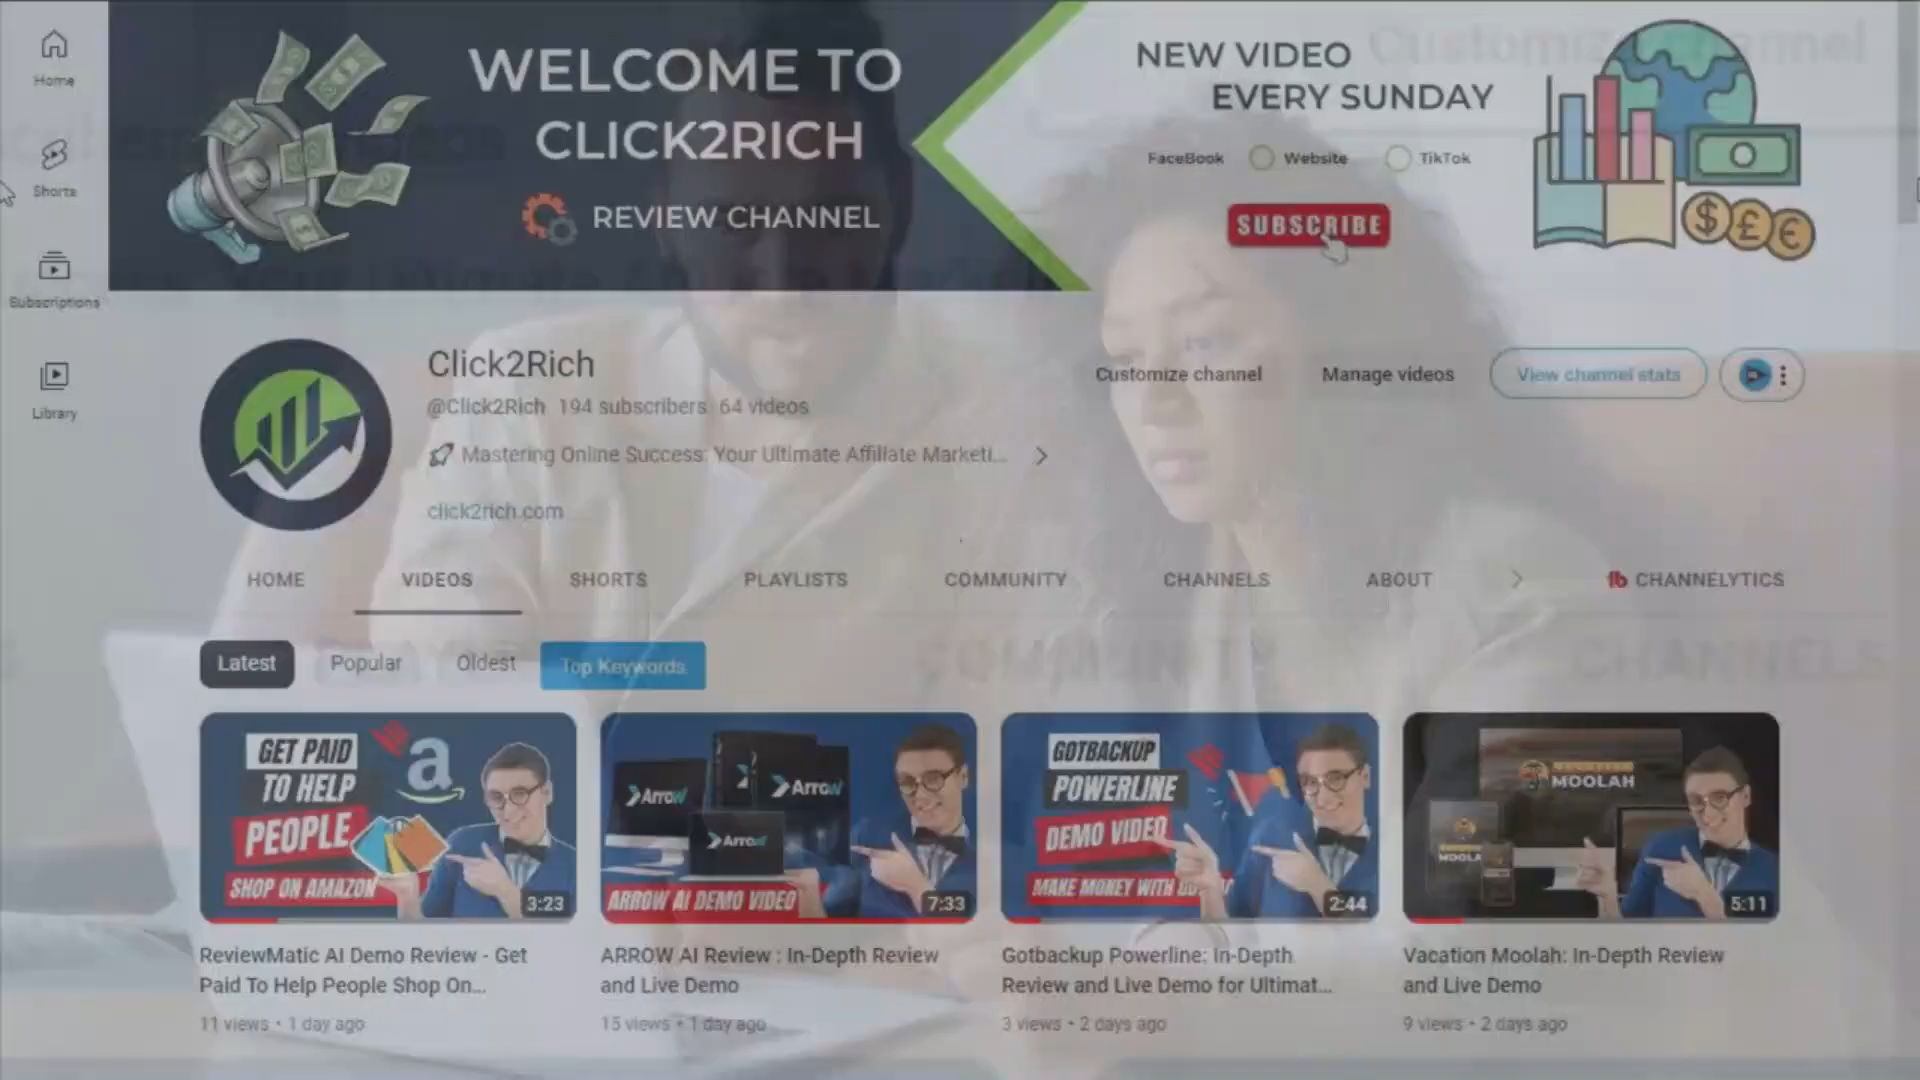 Home
Shorts
Subscriptions
Library
WELCOME TO
CLICK2RICH
REVIEW CHANNEL
NEW VIDEO
EVERY SUNDAY
FaceBook Website TikTok
SUBSCRIBE
Customize channel
Click2Rich
@Click2Rich 194 subscribers 64 videos
Mastering Online Success: Your Ultimate Affiliate Marketi...
click2rich.com
Customize channel Manage videos View channel stats
HOME VIDEOS SHORTS PLAYLISTS COMMUNITY CHANNELS ABOUT CHANNELYTICS
COMMUNITY CHANNELS
Latest Popular Oldest Top Keywords
GET PAID
TO HELP
PEOPLE
SHOP ON AMAZON
a
3:23
Arrow
Arrow
Arrow
ARROW AI DEMO VIDEO
7:33
GOTBACKUP
POWERLINE
DEMO VIDEO
MAKE MONEY WITH
2:44
MOOLAH
5:11
ReviewMatic AI Demo Review - Get
Paid To Help People Shop On...
11 views • 1 day ago
ARROW AI Review : In-Depth Review
and Live Demo
15 views • 1 day ago
Gotbackup Powerline: In-Depth
Review and Live Demo for Ultimat...
3 views • 2 days ago
Vacation Moolah: In-Depth Review
and Live Demo
9 views • 2 days ago